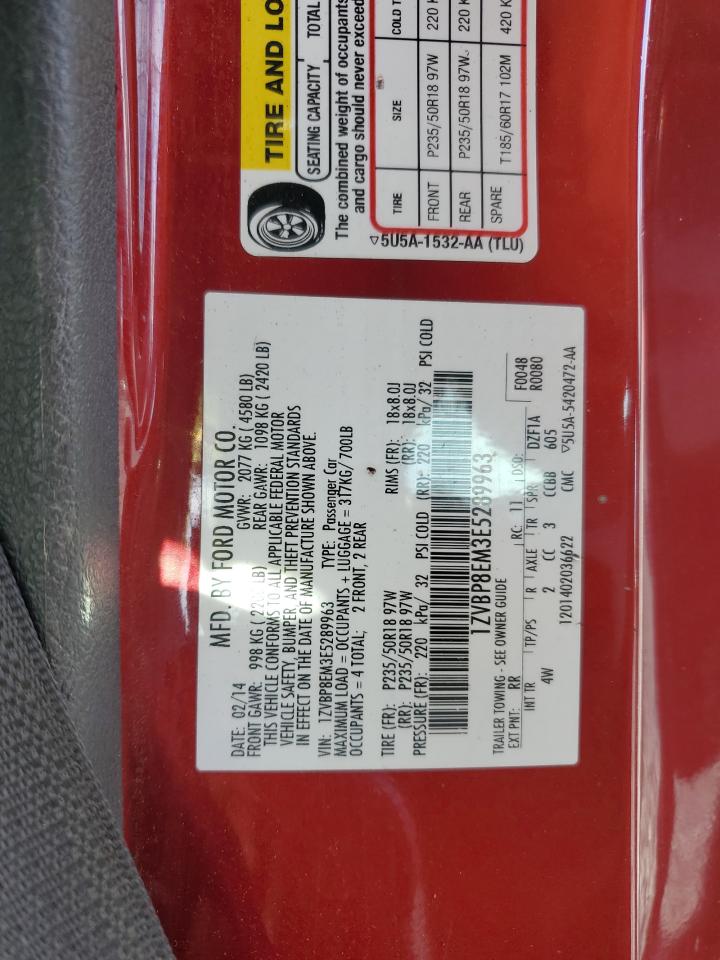 TIRE AND LO
SEATING CAPACITY TOTAL
The combined weight of occupants
and cargo should never exceed
TIRE SIZE COLD T
FRONT P235/50R18 97W 220 K
REAR P235/50R18 97W 220 K
SPARE T185/60R17 102M 420 K
▽5U5A-1532-AA (TLU)
MFD. BY FORD MOTOR CO.
DATE: 02/14 GVWR: 2077 KG ( 4580 LB)
FRONT GAWR: 998 KG ( LB) REAR GAWR: 1098 KG ( 2420 LB)
THIS VEHICLE CONFORMS TO ALL APPLICABLE FEDERAL MOTOR
VEHICLE SAFETY, BUMPER, AND THEFT PREVENTION STANDARDS
IN EFFECT ON THE DATE OF MANUFACTURE SHOWN ABOVE.
VIN: 1ZVBP8EM3E5289963 TYPE: Passenger Car
MAXIMUM LOAD = OCCUPANTS + LUGGAGE = 317KG/ 700LB
OCCUPANTS = 4 TOTAL; 2 FRONT, 2 REAR
TIRE (FR): P235/50R18 97W RIMS (FR): 18x8.0J
(RR): P235/50R18 97W (RR): 18x8.0J
PRESSURE (FR): 220 kPa/ 32 PSI COLD (RR): 220 kPa/ 32 PSI COLD
1ZVBP8EM3E5289963
TRAILER TOWING - SEE OWNER GUIDE
EXT PNT: RR RC: 11 DSO: F0048
R0080
INT TR TP/PS R AXLE TR SPR DZF1A
4W 2 CC 3 CCBB 605
1201402036622 CMC ▽5U5A-5420472-AA